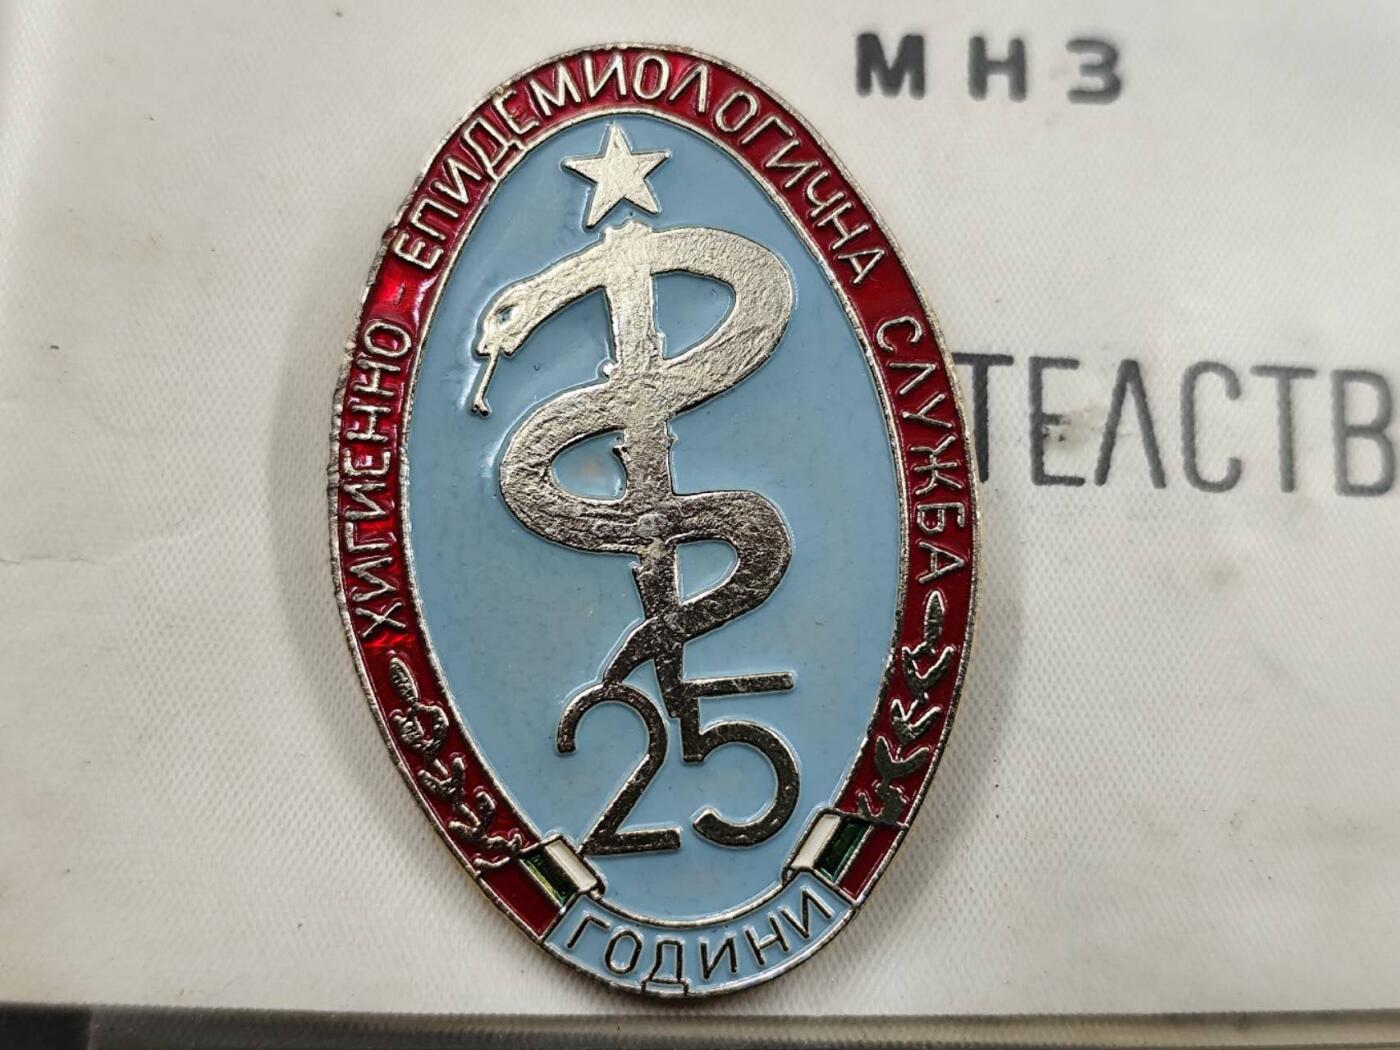 МНЗ
ТЕЛСТВ
ХИГИЕННО - ЕПИДЕМИОЛОГИЧНА СЛУЖБА
25
ГОДИНИ